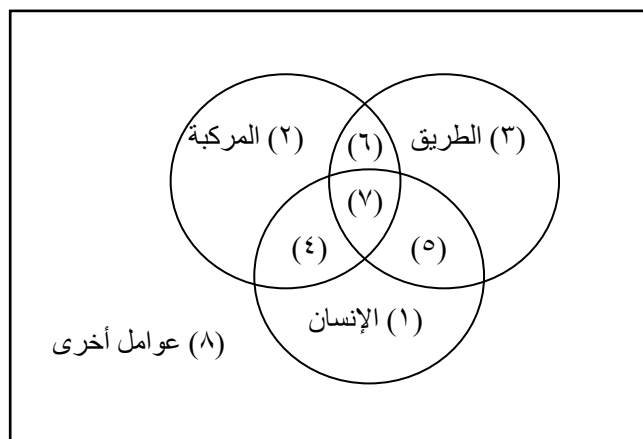 (٣) الطريق
(٦)
(٢) المركبة
(٧)
(٥)
(٤)
(١) الإنسان
(٨) عوامل أخرى